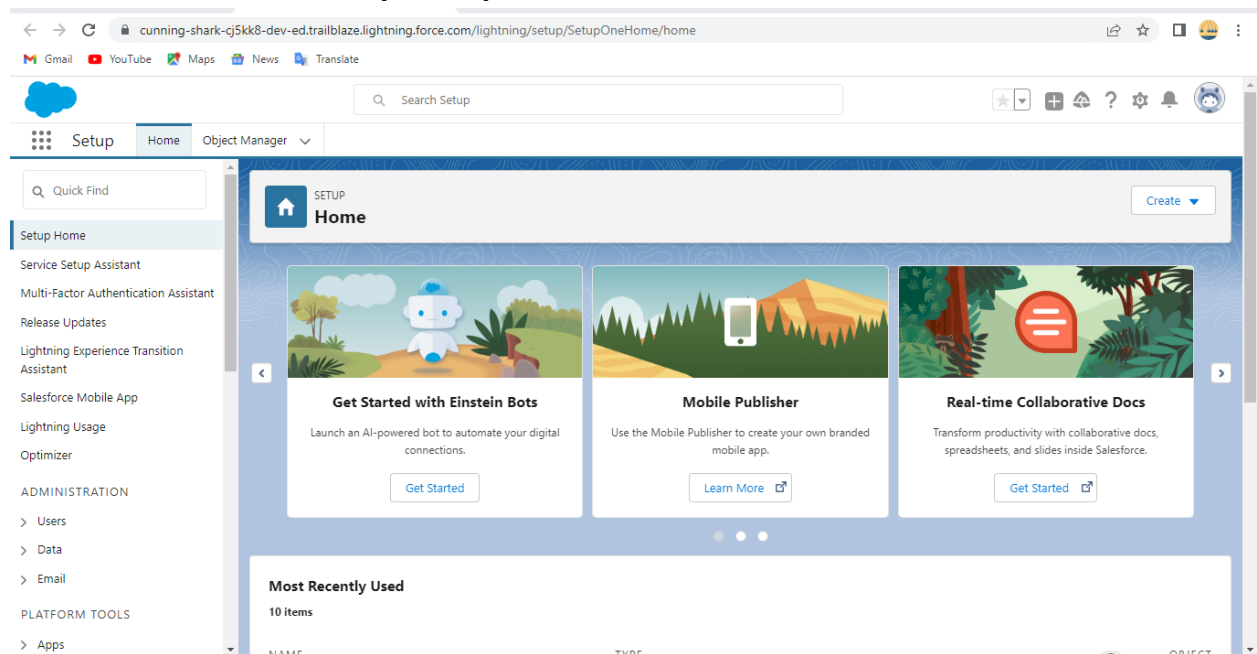 cunning-shark-cj5kk8-dev-ed.trailblaze.lightning.force.com/lightning/setup/SetupOneHome/home
Gmail YouTube Maps News Translate
Search Setup
Setup Home Object Manager
Quick Find
Setup Home
Service Setup Assistant
Multi-Factor Authentication Assistant
Release Updates
Lightning Experience Transition
Assistant
Salesforce Mobile App
Lightning Usage
Optimizer
ADMINISTRATION
Users
Data
Email
PLATFORM TOOLS
Apps
SETUP
Home
Create
Get Started with Einstein Bots
Launch an AI-powered bot to automate your digital
connections.
Get Started
Mobile Publisher
Use the Mobile Publisher to create your own branded
mobile app.
Learn More
Real-time Collaborative Docs
Transform productivity with collaborative docs,
spreadsheets, and slides inside Salesforce.
Get Started
Most Recently Used
10 items
NAME TYPE OBJECT